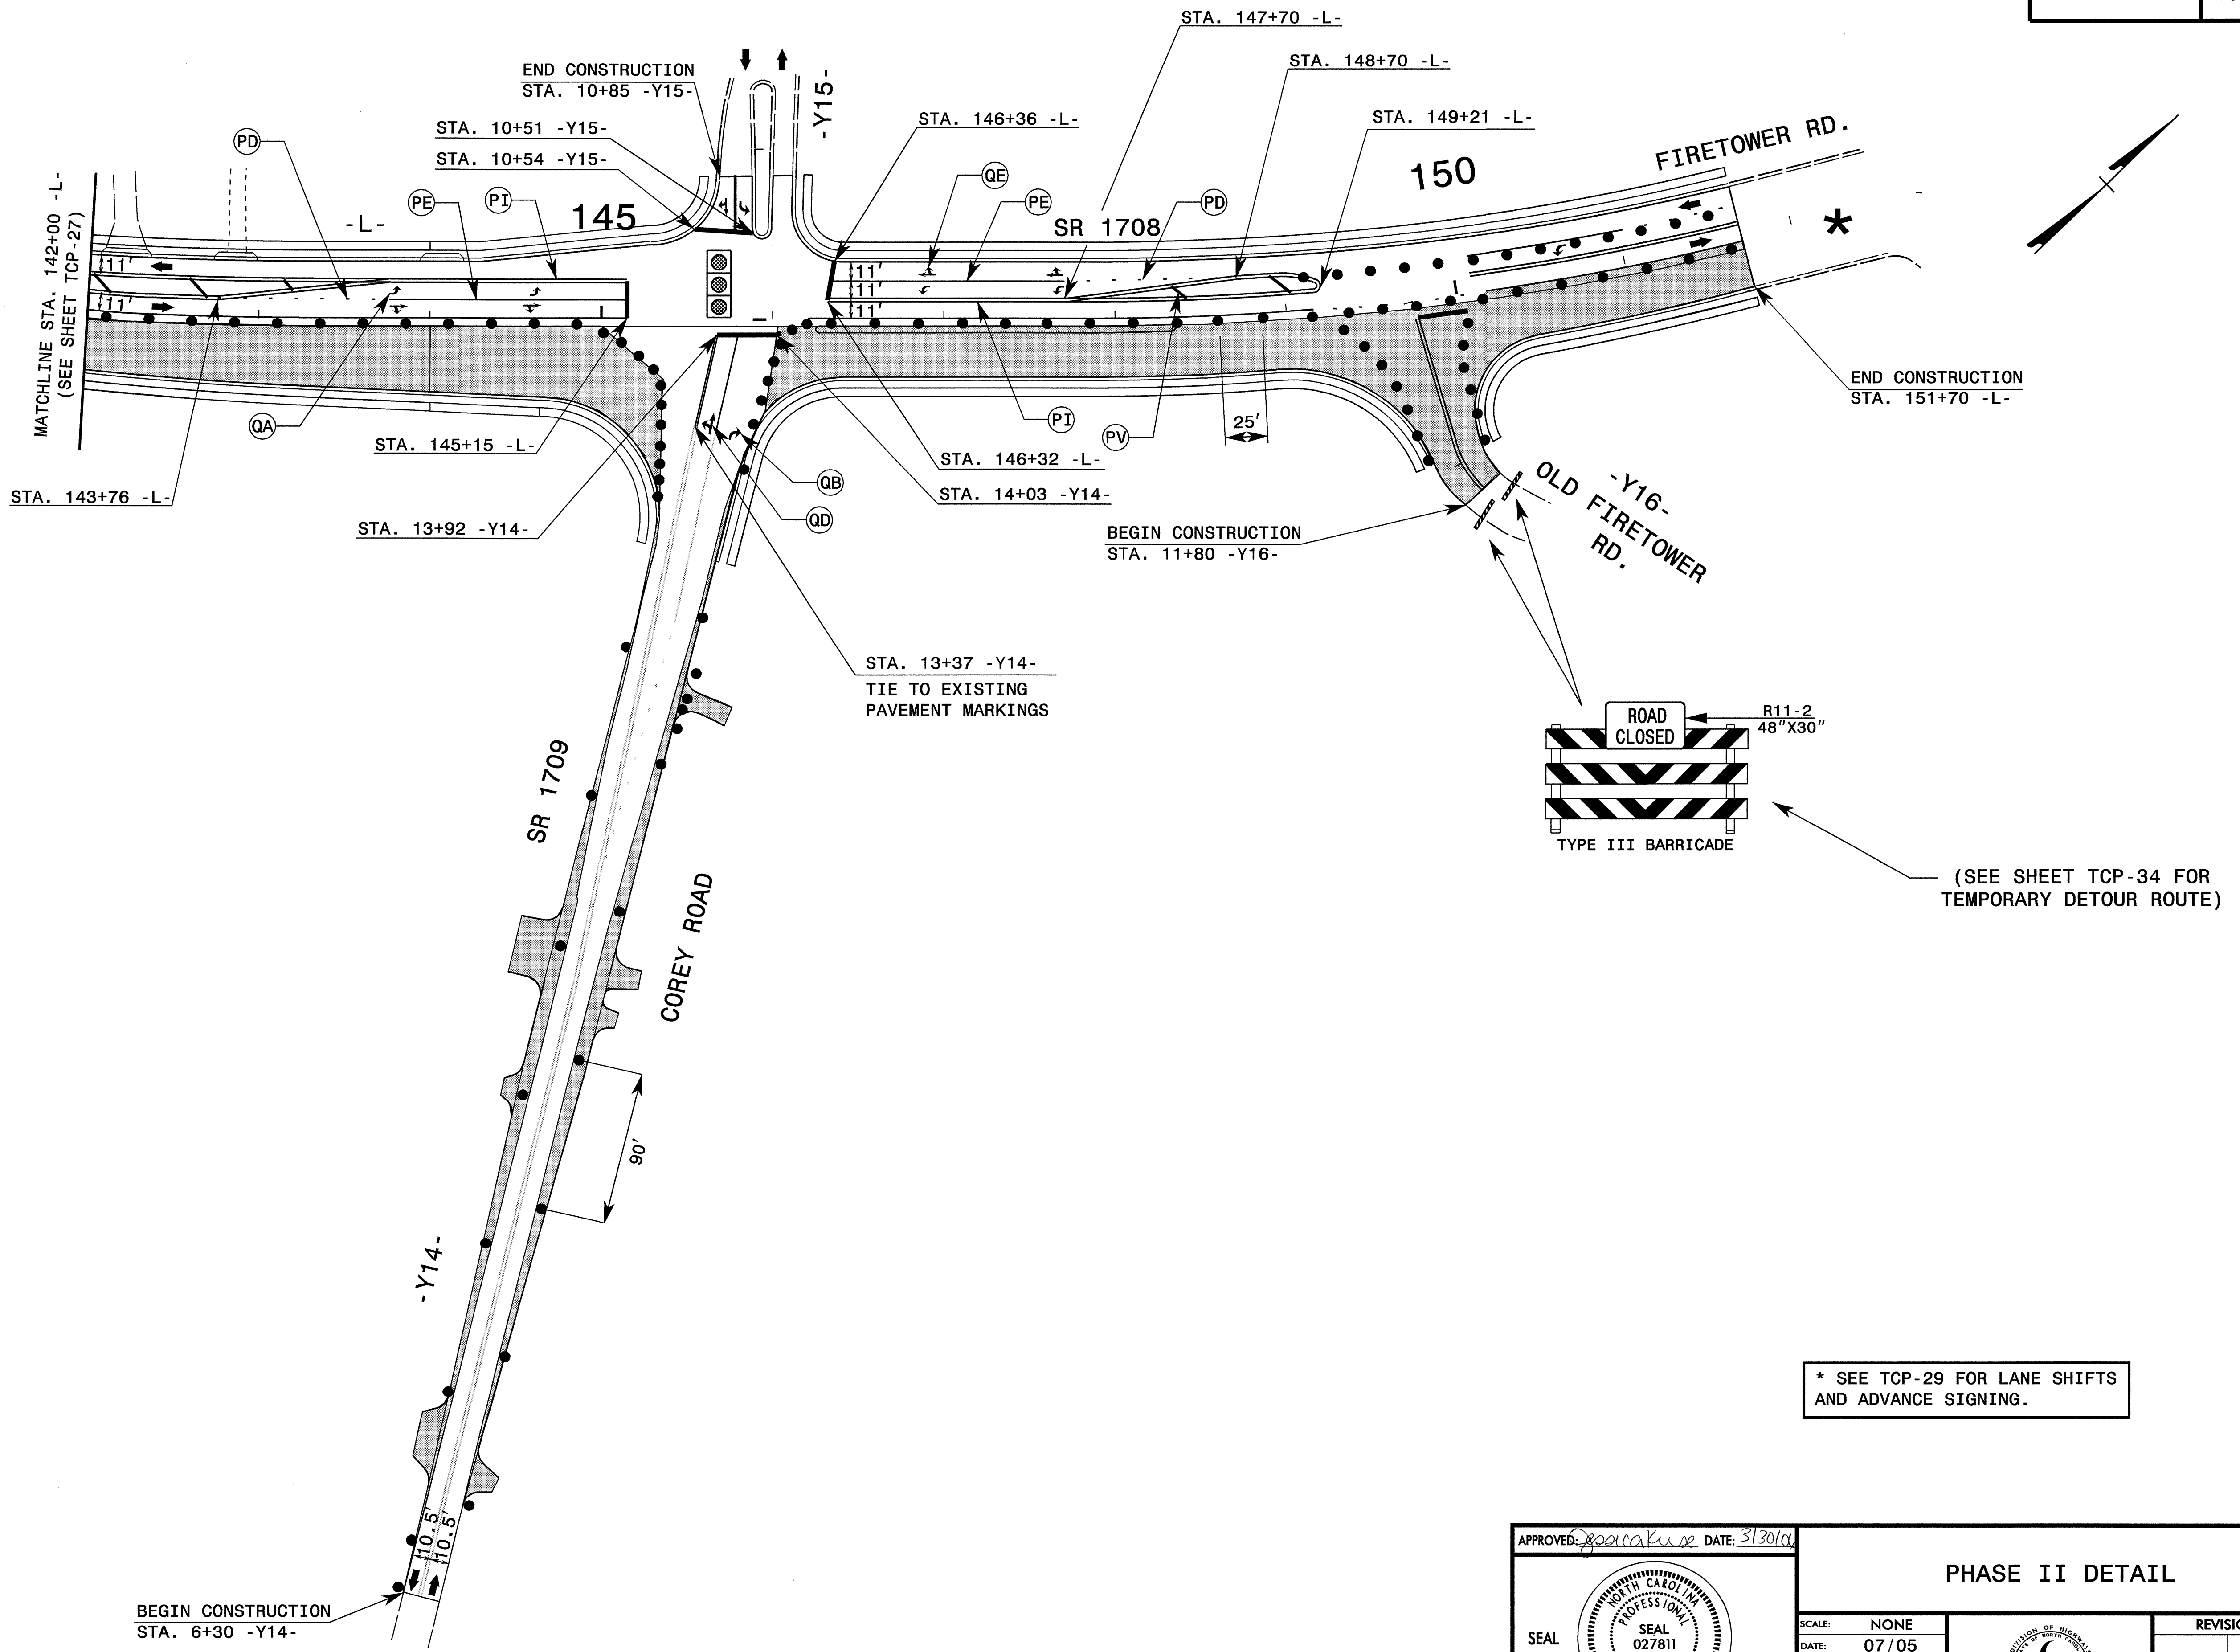 STA. 147+70 -L-
END CONSTRUCTION
STA. 10+85 -Y15-
STA. 148+70 -L-
-Y15-
STA. 10+51 -Y15-
STA. 146+36 -L-
STA. 149+21 -L-
PD
STA. 10+54 -Y15-
FIRETOWER RD.
MATCHLINE STA. 142+00 -L-
(SEE SHEET TCP-27)
-L-
PE
PI
145
QE
PE
SR 1708
PD
150
*
11'
11'
11'
11'
11'
QA
STA. 145+15 -L-
PI
PV
25'
END CONSTRUCTION
STA. 151+70 -L-
STA. 143+76 -L-
STA. 146+32 -L-
QB
STA. 14+03 -Y14-
QD
STA. 13+92 -Y14-
BEGIN CONSTRUCTION
STA. 11+80 -Y16-
-Y16-
OLD FIRETOWER
RD.
STA. 13+37 -Y14-
TIE TO EXISTING
PAVEMENT MARKINGS
ROAD
CLOSED
R11-2
48"X30"
TYPE III BARRICADE
SR 1709
(SEE SHEET TCP-34 FOR
TEMPORARY DETOUR ROUTE)
COREY ROAD
90'
-Y14-
* SEE TCP-29 FOR LANE SHIFTS
AND ADVANCE SIGNING.
10.5'
10.5'
BEGIN CONSTRUCTION
STA. 6+30 -Y14-
APPROVED: DATE:
PHASE II DETAIL
SEAL
NORTH CAROLINA
PROFESSIONAL
SEAL
027811
SCALE: NONE
DATE: 07/05
DIVISION OF HIGHWAYS
STATE OF NORTH CAROL